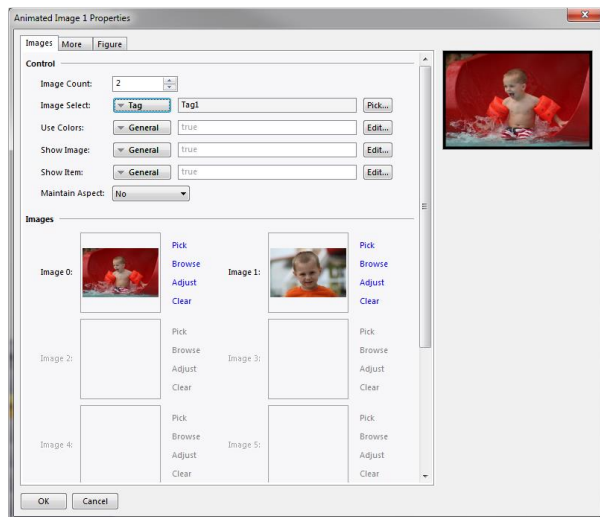 Animated Image 1 Properties
Images More Figure
Control
Image Count: 2
Image Select: Tag Tag1 Pick...
Use Colors: General true Edit...
Show Image: General true Edit...
Show Item: General true Edit...
Maintain Aspect: No
Images
Image 0: Pick Browse Adjust Clear Image 1: Pick Browse Adjust Clear
Image 2: Pick Browse Adjust Clear Image 3: Pick Browse Adjust Clear
Image 4: Pick Browse Adjust Clear Image 5: Pick Browse Adjust Clear
OK Cancel